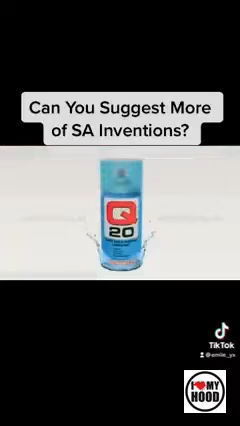 Can You Suggest More
of SA Inventions?
Q
20
TikTok
@emile_yx
I ❤ MY
HOOD